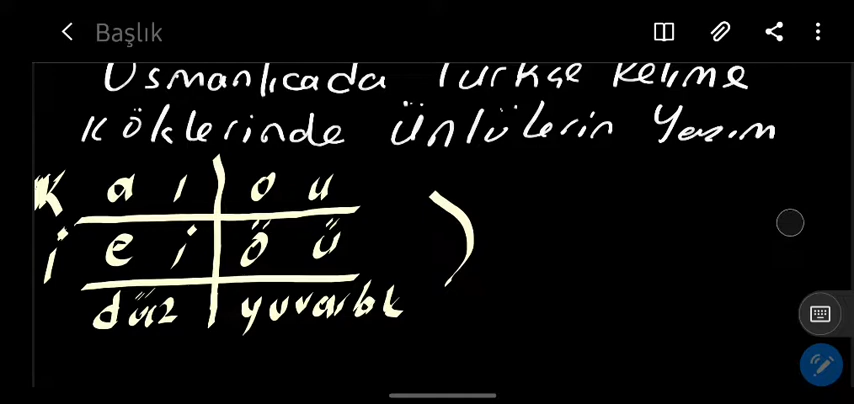 Başlık
Osmanlıcada Türkçe Kelime
Köklerinde Ünlülerin Yazım
K a ı o u )
i e i ö ü
düz yuvarlak